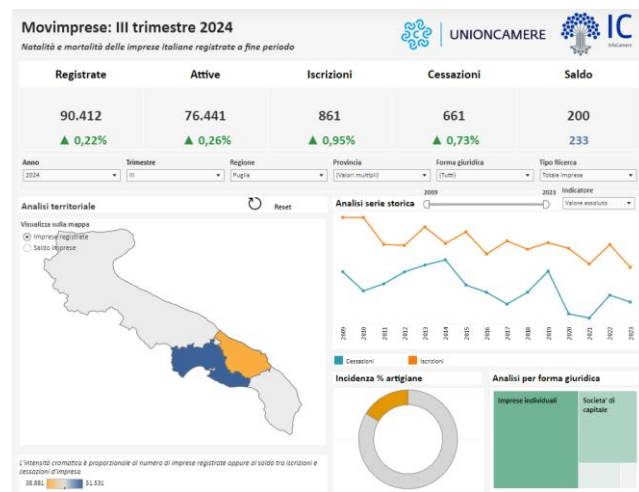 Movimprese: III trimestre 2024
Natalità e mortalità delle imprese italiane registrate a fine periodo
UNIONCAMERE
IC
InfoCamere
Registrate Attive Iscrizioni Cessazioni Saldo
90.412 76.441 861 661 200
▲ 0,22% ▲ 0,26% ▲ 0,95% ▲ 0,73% 233
Anno Trimestre Regione Provincia Forma giuridica Tipo Ricerca
2024 III Puglia (Valori multipli) (Tutti) Totale Imprese
Analisi territoriale Reset
Analisi serie storica 2009 2023 Indicatore
Valore assoluto
Visualizza sulla mappa
Imprese registrate
Saldo imprese
2009 2010 2011 2012 2013 2014 2015 2016 2017 2018 2019 2020 2021 2022 2023
Cessazioni Iscrizioni
Incidenza % artigiane
Analisi per forma giuridica
Imprese individuali
Societa' di
capitale
L'intensità cromatica è proporzionale al numero di imprese registrate oppure al saldo tra iscrizioni e
cessazioni d'impresa
38.881 51.531